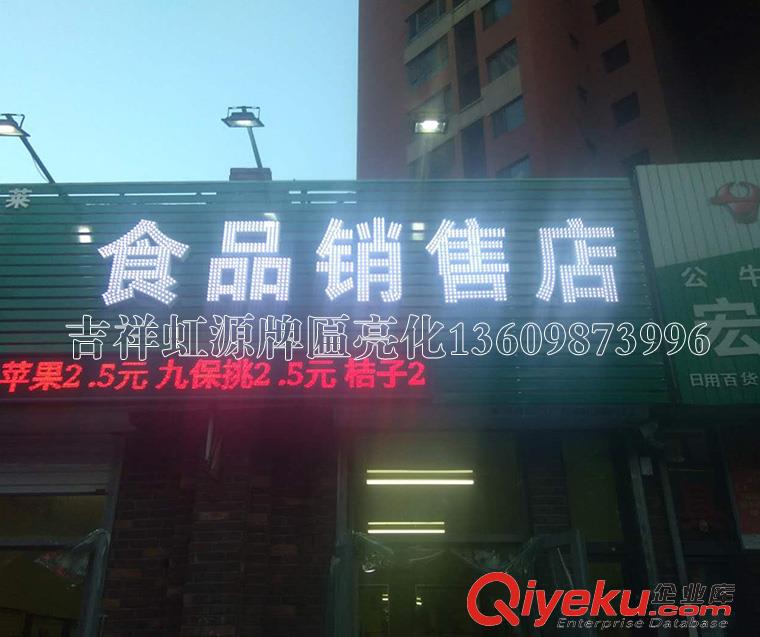 莱
食品销售店
公牛
宏
吉祥虹源牌匾亮化13609873996
苹果2.5元 九保挑2.5元 桔子2
日用百货
Qiyeku.com
企业库
Enterprise Database